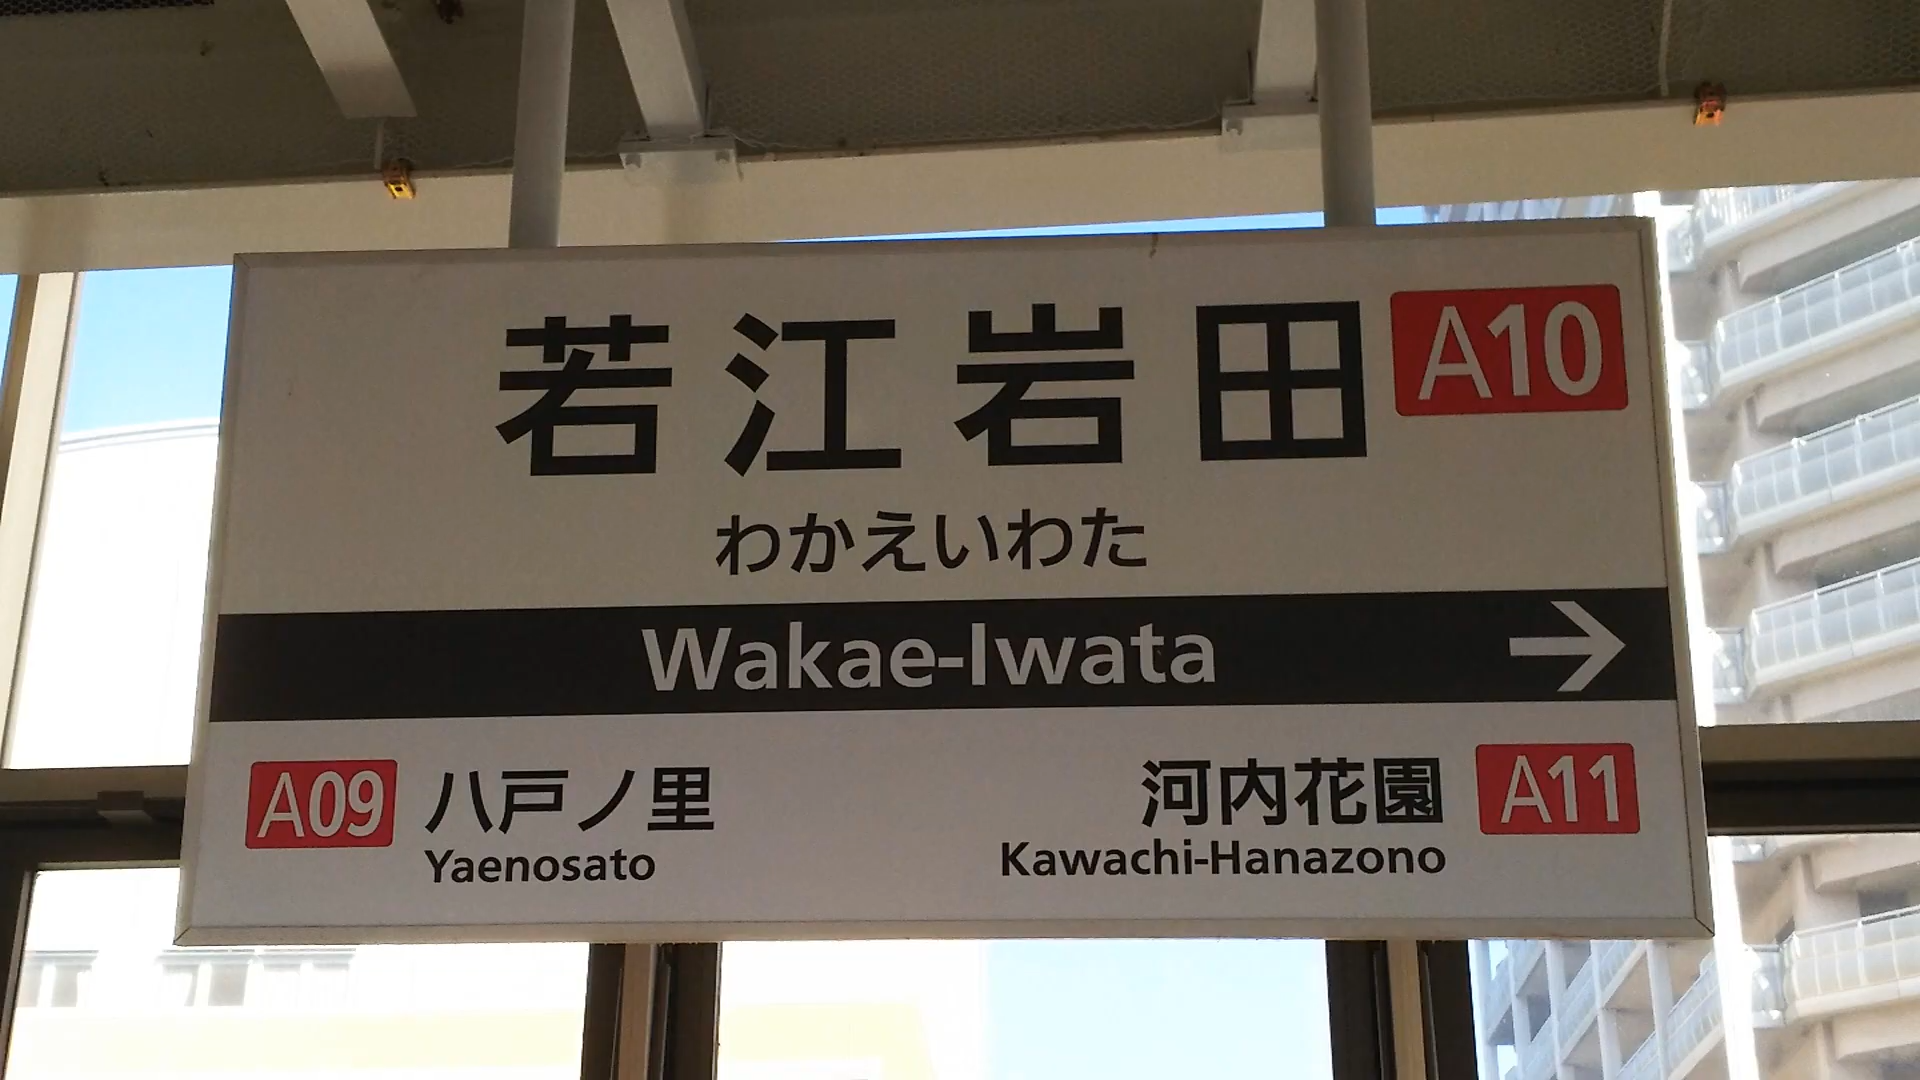 若江岩田 A10
わかえいわた
Wakae-Iwata →
A09 八戸ノ里 河内花園 A11
Yaenosato Kawachi-Hanazono